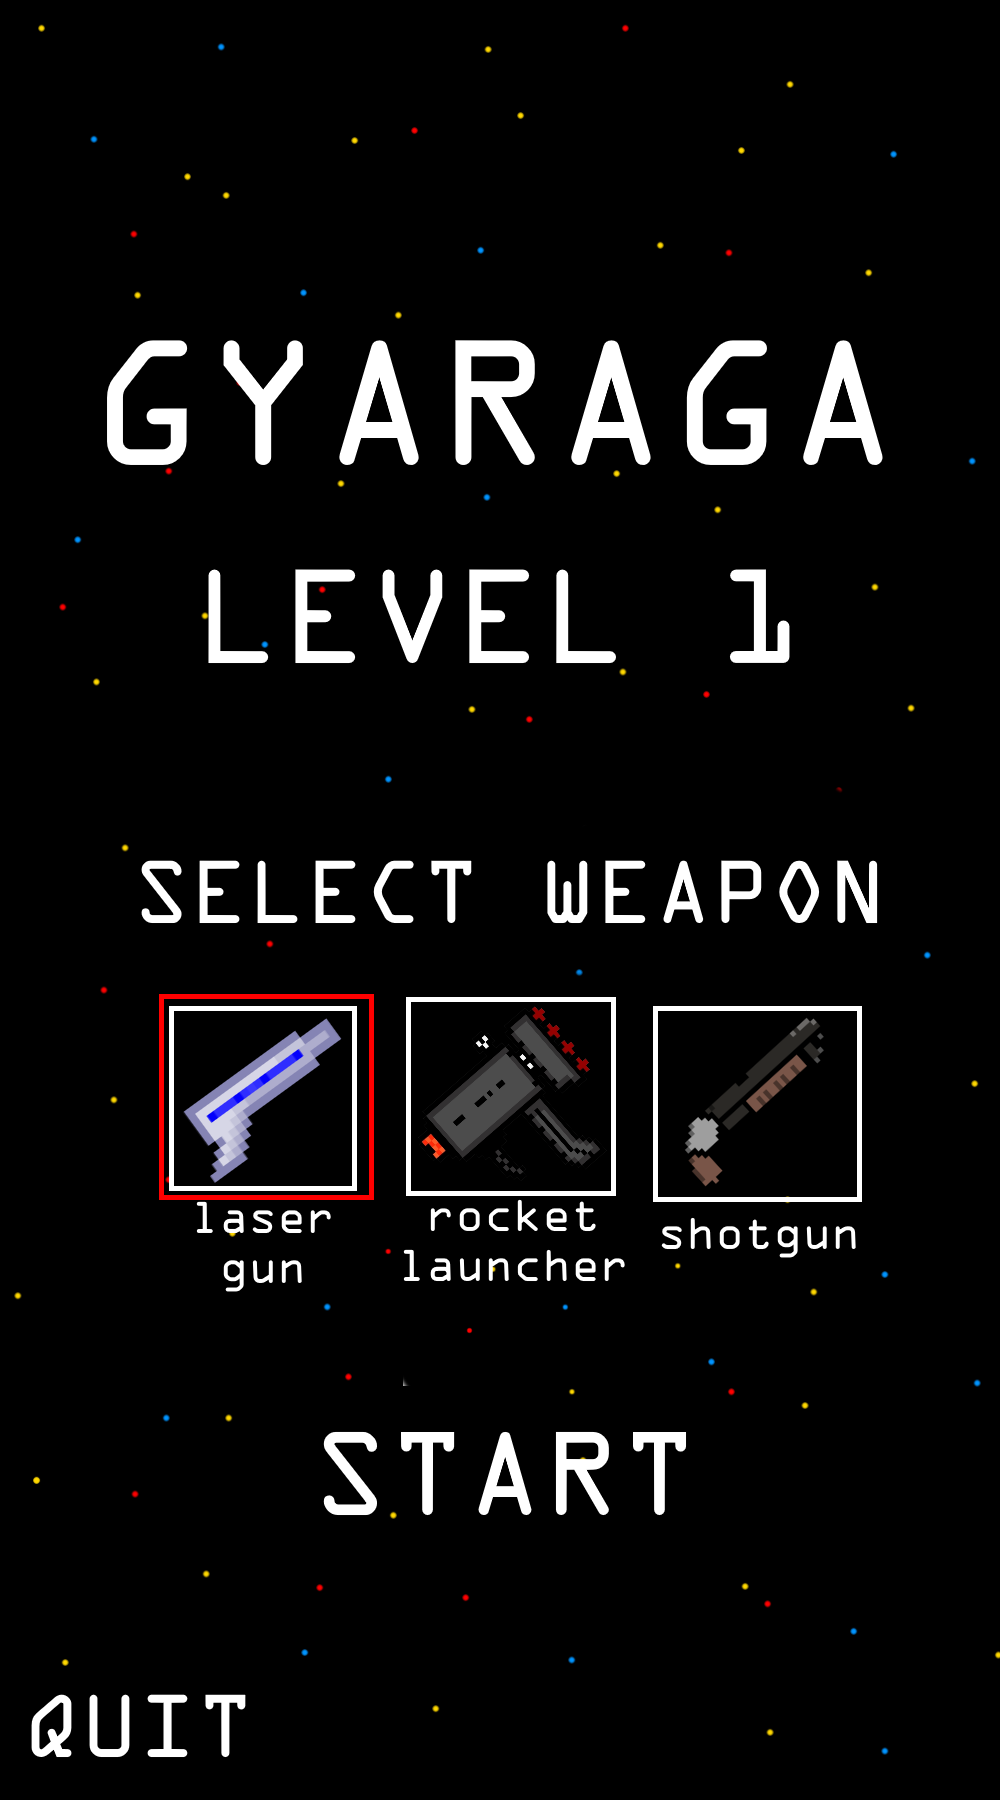 GYARAGA
LEVEL 1
SELECT WEAPON
laser
gun
rocket
launcher
shotgun
START
QUIT